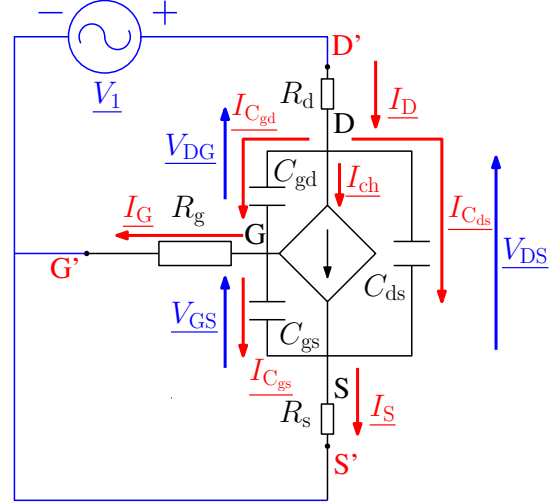 − +
V1
D'
Rd
ID
ICgd
D
VDG
Cgd
Ich
IG
Rg
ICds
G
VDS
G'
VGS
Cds
Cgs
ICgs
S
Rs
IS
S'